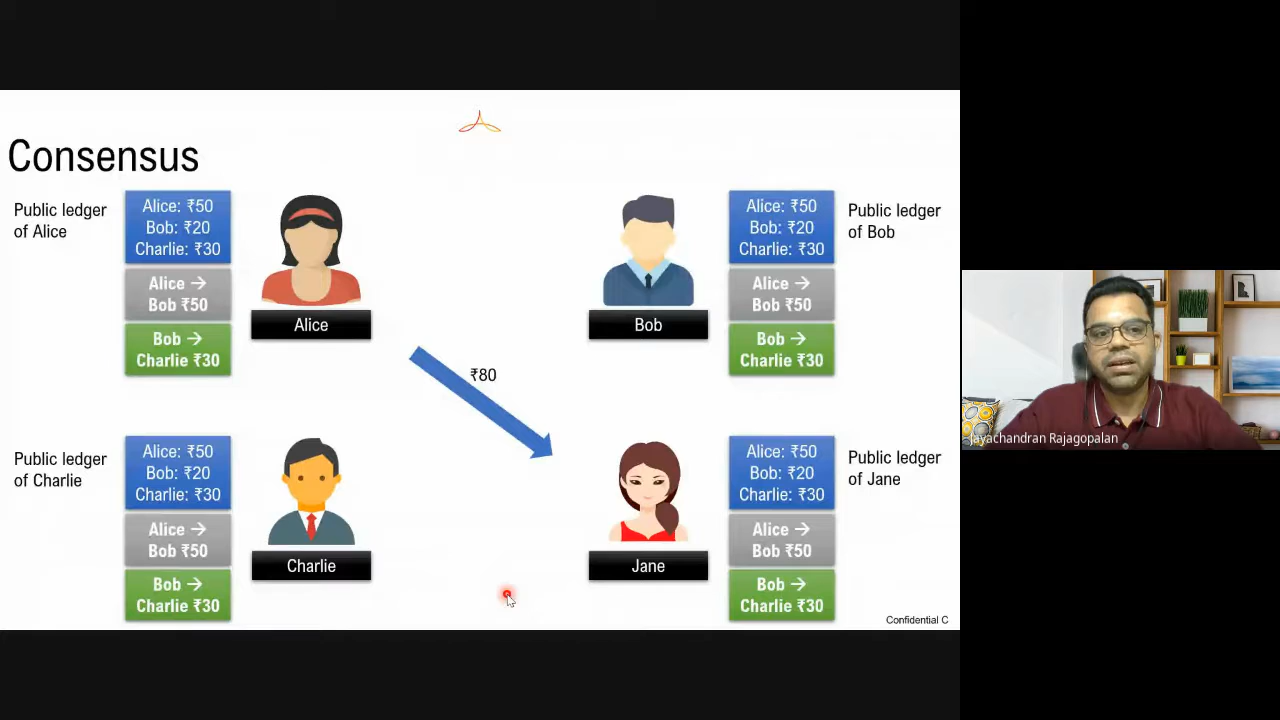 Consensus
Public ledger
of Alice
Alice: ₹50
Bob: ₹20
Charlie: ₹30
Alice →
Bob ₹50
Bob →
Charlie ₹30
Alice
Bob
Alice: ₹50
Bob: ₹20
Charlie: ₹30
Alice →
Bob ₹50
Bob →
Charlie ₹30
Public ledger
of Bob
₹80
Public ledger
of Charlie
Alice: ₹50
Bob: ₹20
Charlie: ₹30
Alice →
Bob ₹50
Bob →
Charlie ₹30
Charlie
Jane
Alice: ₹50
Bob: ₹20
Charlie: ₹30
Alice →
Bob ₹50
Bob →
Charlie ₹30
Public ledger
of Jane
Confidential C
Jayachandran Rajagopalan